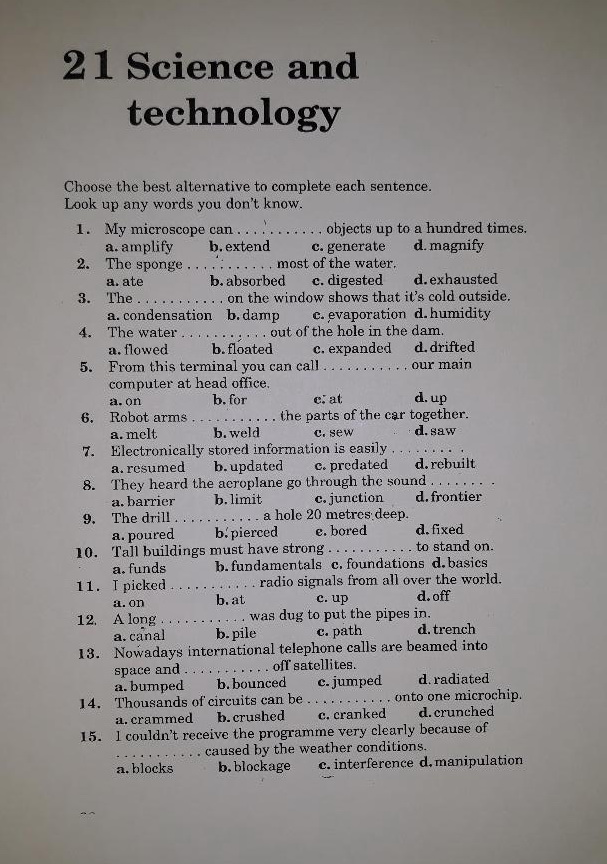 21 Science and
technology
Choose the best alternative to complete each sentence.
Look up any words you don't know.
1. My microscope can ........... objects up to a hundred times.
a. amplify b. extend c. generate d. magnify
2. The sponge ........... most of the water.
a. ate b. absorbed c. digested d. exhausted
3. The ........... on the window shows that it's cold outside.
a. condensation b. damp c. evaporation d. humidity
4. The water ........... out of the hole in the dam.
a. flowed b. floated c. expanded d. drifted
5. From this terminal you can call ........... our main
computer at head office.
a. on b. for c. at d. up
6. Robot arms ........... the parts of the car together.
a. melt b. weld c. sew d. saw
7. Electronically stored information is easily .........
a. resumed b. updated c. predated d. rebuilt
8. They heard the aeroplane go through the sound ........
a. barrier b. limit c. junction d. frontier
9. The drill ........... a hole 20 metres deep.
a. poured b. pierced c. bored d. fixed
10. Tall buildings must have strong ........... to stand on.
a. funds b. fundamentals c. foundations d. basics
11. I picked ........... radio signals from all over the world.
a. on b. at c. up d. off
12. A long ........... was dug to put the pipes in.
a. canal b. pile c. path d. trench
13. Nowadays international telephone calls are beamed into
space and ........... off satellites.
a. bumped b. bounced c. jumped d. radiated
14. Thousands of circuits can be ........... onto one microchip.
a. crammed b. crushed c. cranked d. crunched
15. I couldn't receive the programme very clearly because of
........... caused by the weather conditions.
a. blocks b. blockage c. interference d. manipulation